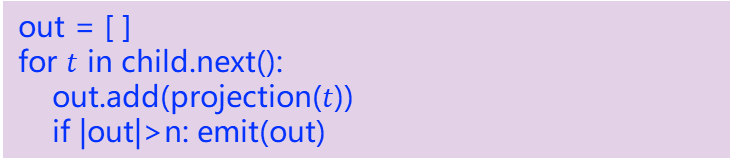 out = [ ]
for t in child.next():
out.add(projection(t))
if |out|>n: emit(out)